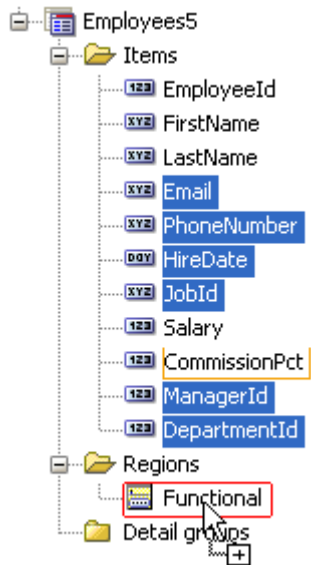 Employees5
Items
123 EmployeeId
XYZ FirstName
XYZ LastName
XYZ Email
XYZ PhoneNumber
DDY HireDate
XYZ JobId
123 Salary
123 CommissionPct
123 ManagerId
123 DepartmentId
Regions
Functional
Detail groups